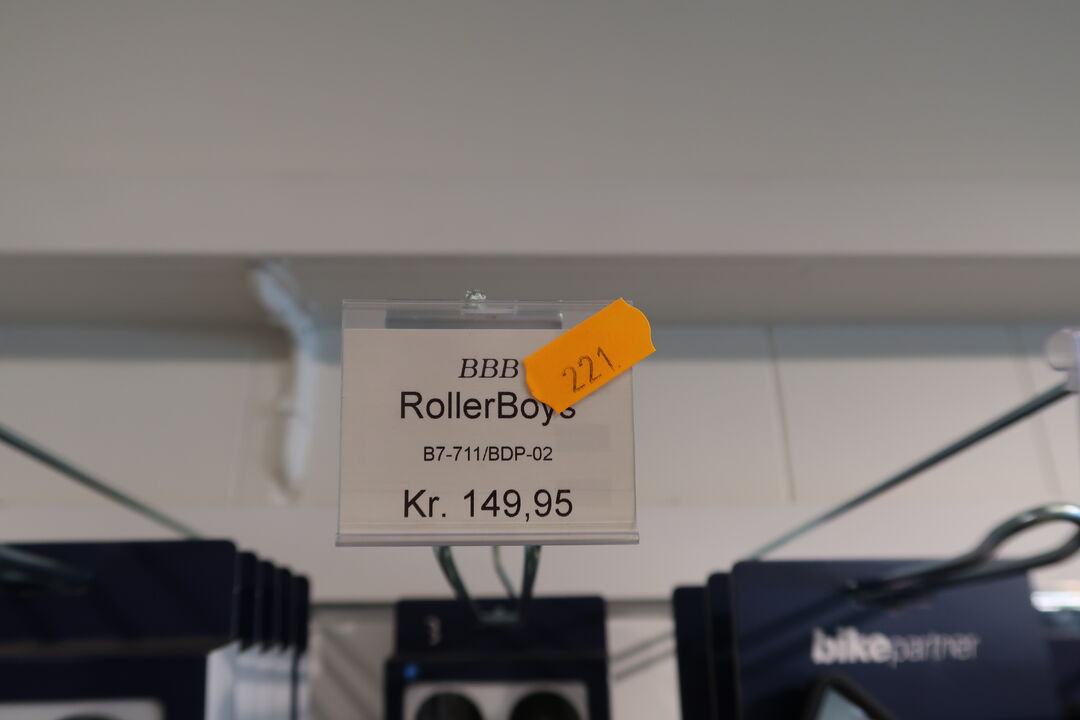 BBB
221.
RollerBoys
B7-711/BDP-02
Kr. 149,95
bikepartner